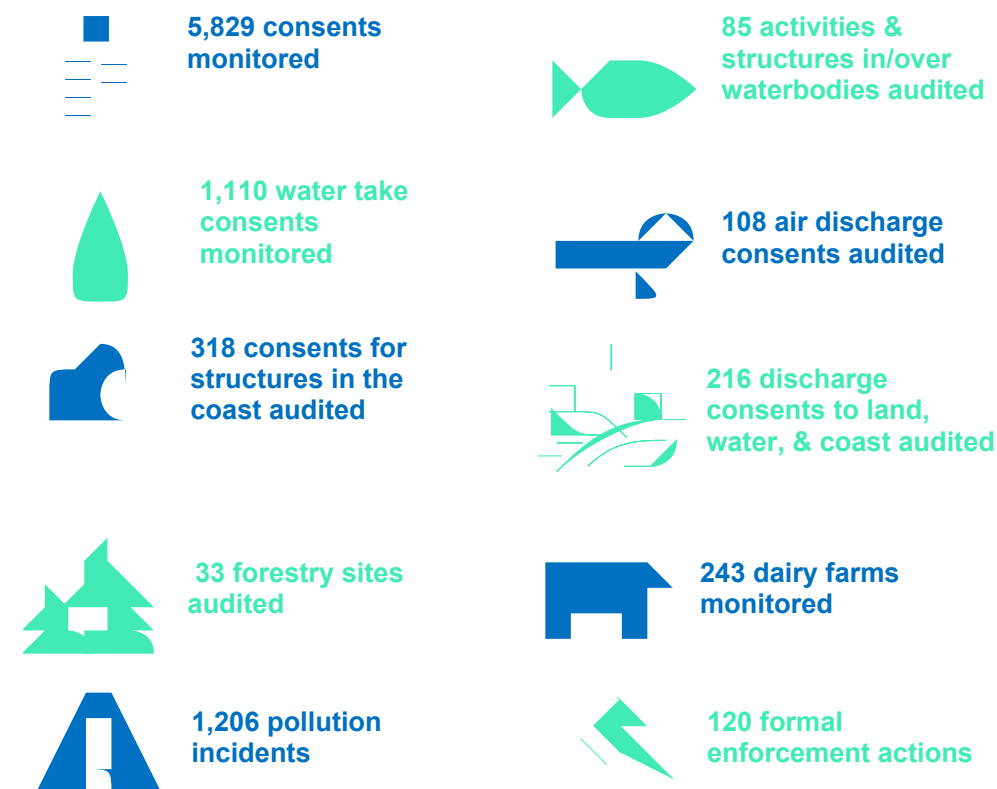 5,829 consents
monitored
85 activities &
structures in/over
waterbodies audited
1,110 water take
consents
monitored
108 air discharge
consents audited
318 consents for
structures in the
coast audited
216 discharge
consents to land,
water, & coast audited
33 forestry sites
audited
243 dairy farms
monitored
1,206 pollution
incidents
120 formal
enforcement actions